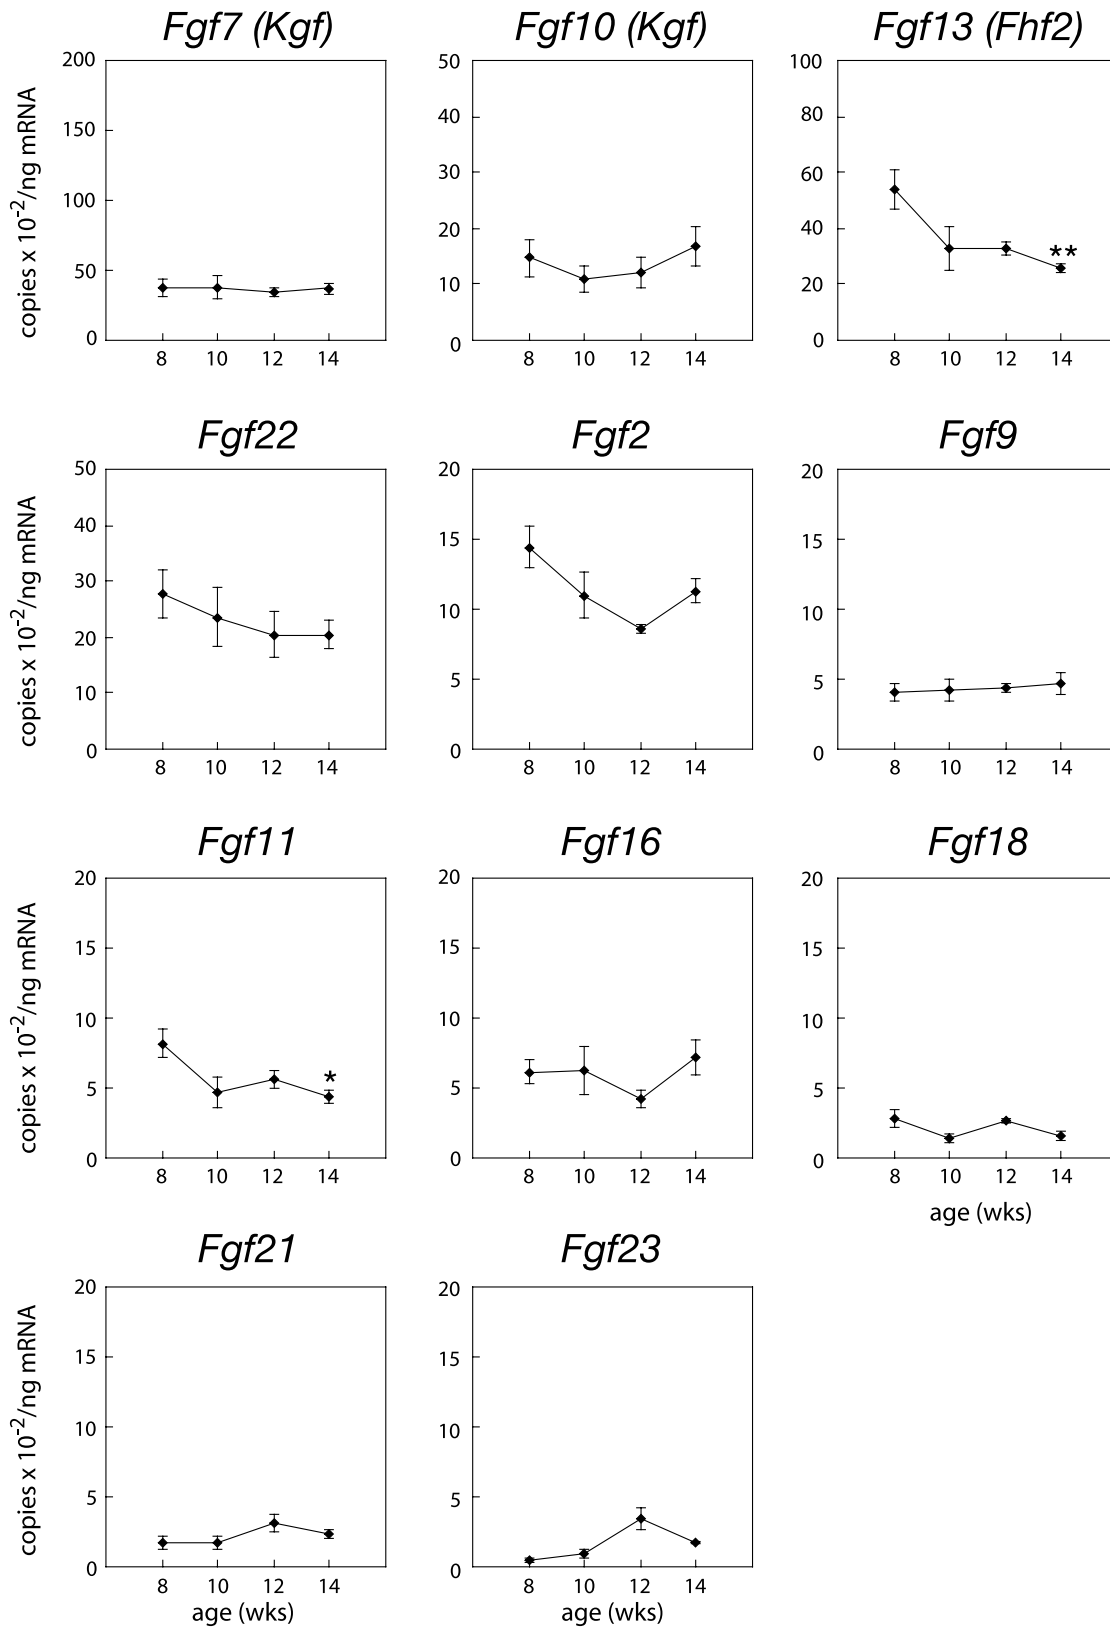 Fgf7 (Kgf)
copies x 10⁻²/ng mRNA
200
150
100
50
0
8 10 12 14
Fgf10 (Kgf)
50
40
30
20
10
0
8 10 12 14
Fgf13 (Fhf2)
100
80
60
40
20
0
**
8 10 12 14
Fgf22
copies x 10⁻²/ng mRNA
50
40
30
20
10
0
8 10 12 14
Fgf2
20
15
10
5
0
8 10 12 14
Fgf9
20
15
10
5
0
8 10 12 14
Fgf11
copies x 10⁻²/ng mRNA
20
15
10
5
0
*
8 10 12 14
Fgf16
20
15
10
5
0
8 10 12 14
Fgf18
20
15
10
5
0
8 10 12 14
age (wks)
Fgf21
copies x 10⁻²/ng mRNA
20
15
10
5
0
8 10 12 14
age (wks)
Fgf23
20
15
10
5
0
8 10 12 14
age (wks)